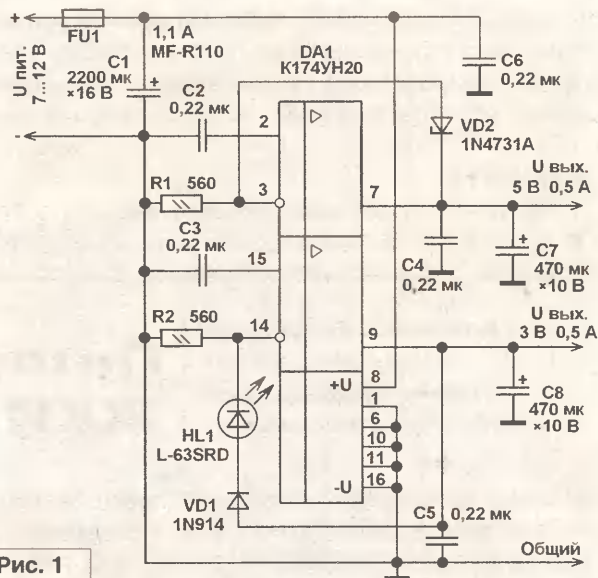 +
FU1
1,1 А
MF-R110
U пит.
7...12 В
-
C1
2200 мк
×16 В
C2
0,22 мк
DA1
К174УН20
C6
0,22 мк
VD2
1N4731A
2
R1 560
3
7
U вых.
5 В 0,5 А
C3
0,22 мк
15
C4
0,22 мк
+
C7
470 мк
×10 В
R2 560
14
9
U вых.
3 В 0,5 А
+U
8
1
6
10
11
-U
16
+
C8
470 мк
×10 В
HL1
L-63SRD
VD1
1N914
C5 0,22 мк
Общий
Рис. 1